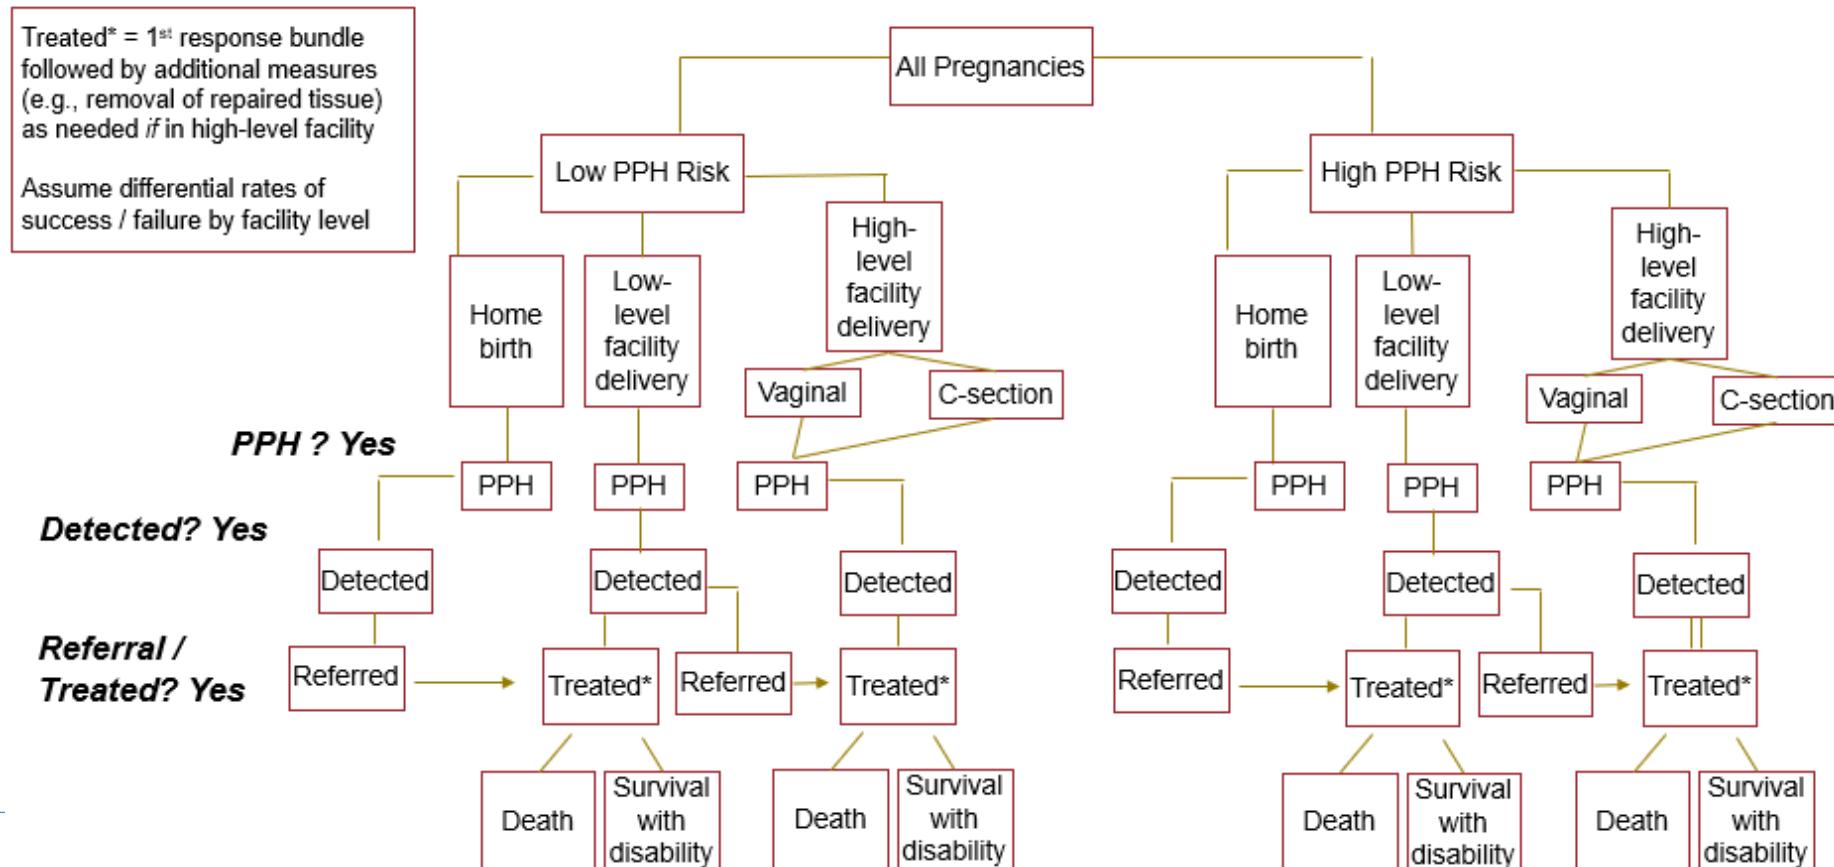 Treated* = 1st response bundle
followed by additional measures
(e.g., removal of repaired tissue)
as needed if in high-level facility
Assume differential rates of
success / failure by facility level
All Pregnancies
Low PPH Risk
High PPH Risk
Home
birth
Low-
level
facility
delivery
High-
level
facility
delivery
Home
birth
Low-
level
facility
delivery
High-
level
facility
delivery
Vaginal
C-section
Vaginal
C-section
PPH ? Yes
PPH
PPH
PPH
PPH
PPH
PPH
Detected? Yes
Detected
Detected
Detected
Detected
Detected
Detected
Referral /
Treated? Yes
Referred
Treated*
Referred
Treated*
Referred
Treated*
Referred
Treated*
Death
Survival
with
disability
Death
Survival
with
disability
Death
Survival
with
disability
Death
Survival
with
disability